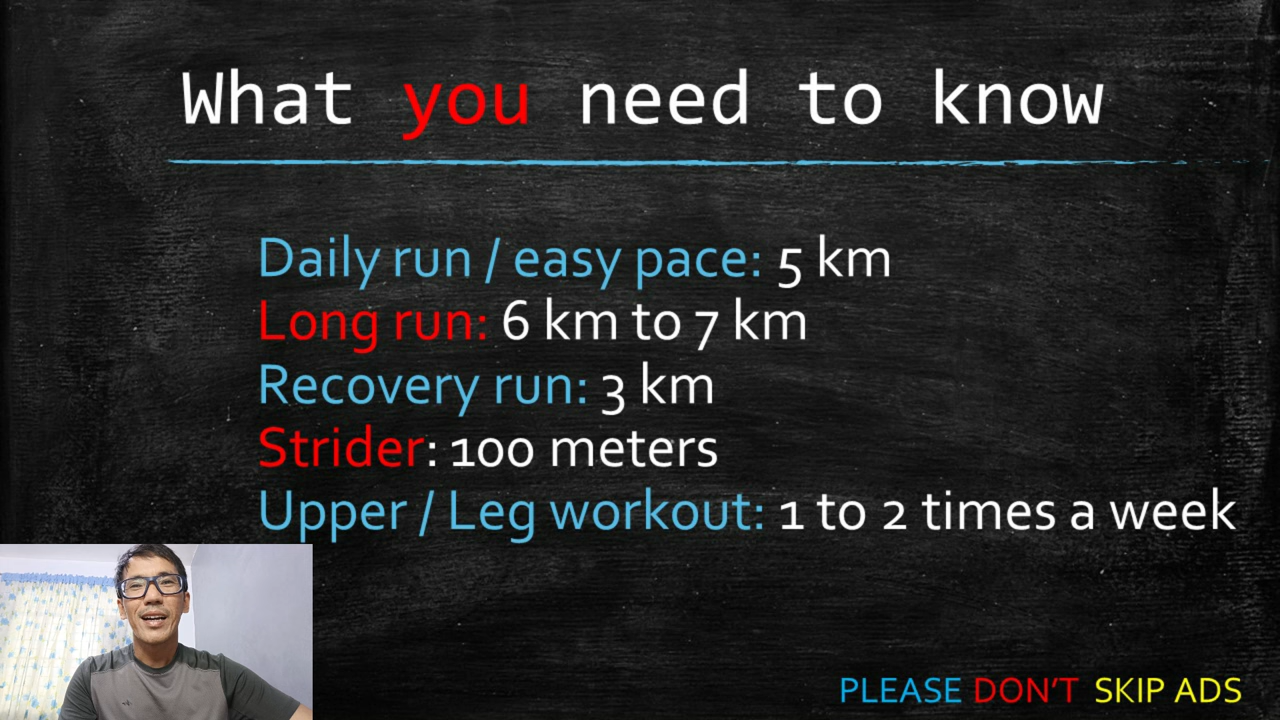 What you need to know
Daily run / easy pace: 5 km
Long run: 6 km to 7 km
Recovery run: 3 km
Strider: 100 meters
Upper / Leg workout: 1 to 2 times a week
PLEASE DON'T SKIP ADS